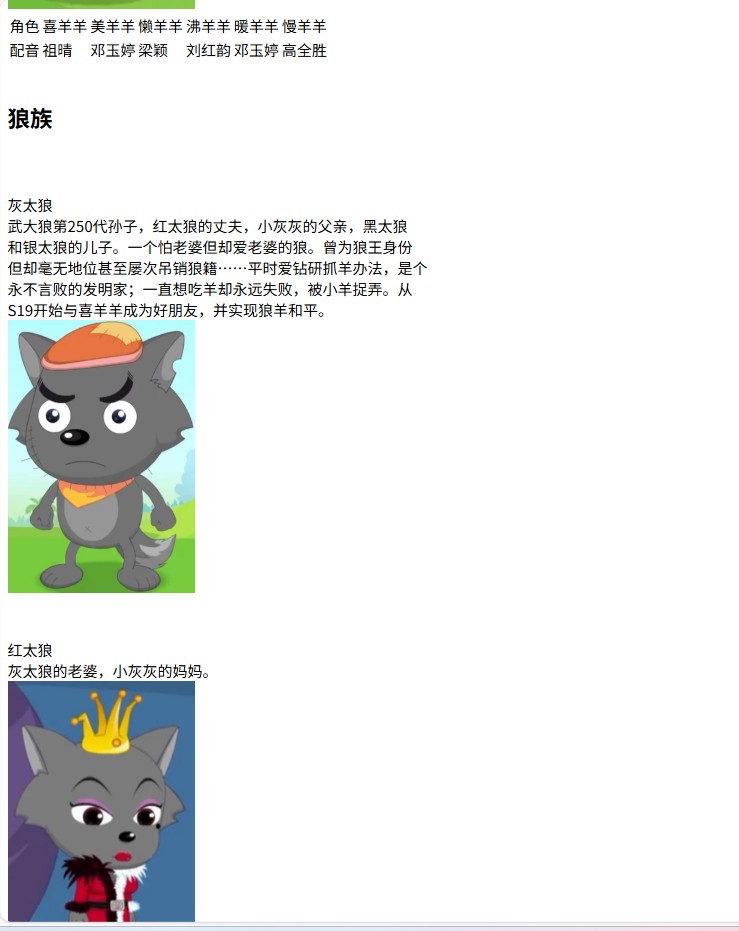 角色 喜羊羊 美羊羊 懒羊羊 沸羊羊 暖羊羊 慢羊羊
配音 祖晴 邓玉婷 梁颖 刘红韵 邓玉婷 高全胜
狼族
灰太狼
武大狼第250代孙子，红太狼的丈夫，小灰灰的父亲，黑太狼
和银太狼的儿子。一个怕老婆但却爱老婆的狼。曾为狼王身份
但却毫无地位甚至屡次吊销狼籍……平时爱钻研抓羊办法，是个
永不言败的发明家；一直想吃羊却永远失败，被小羊捉弄。从
S19开始与喜羊羊成为好朋友，并实现狼羊和平。
红太狼
灰太狼的老婆，小灰灰的妈妈。